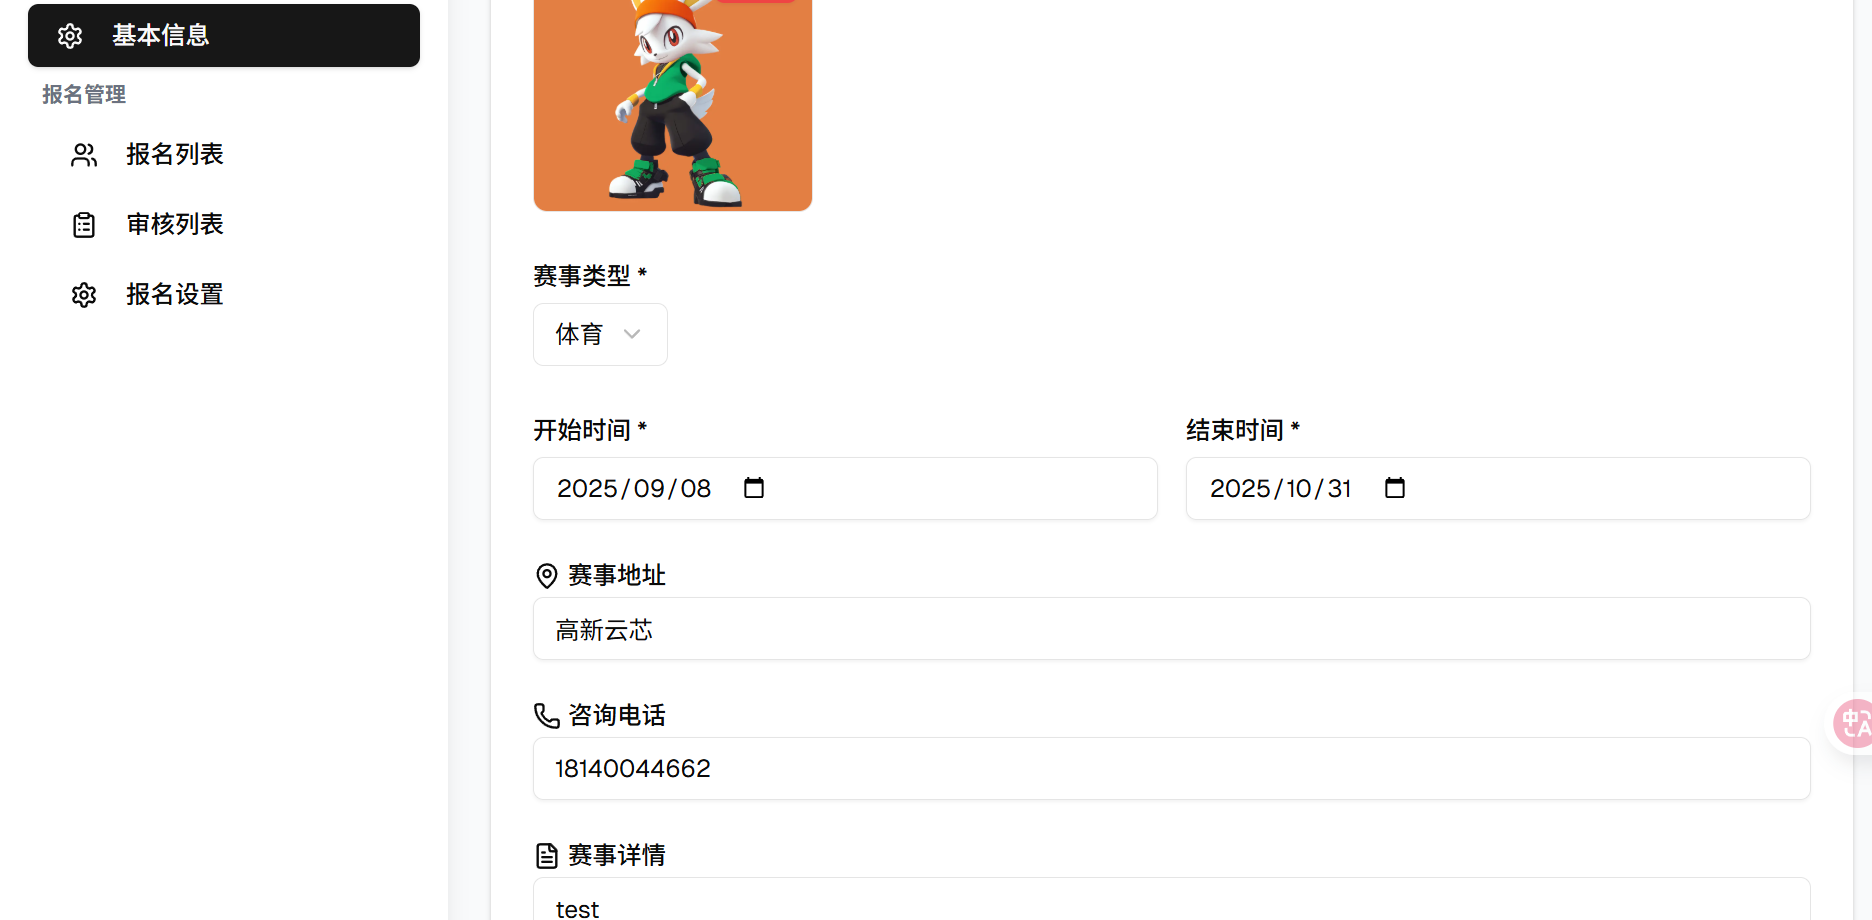 基本信息
报名管理
报名列表
审核列表
报名设置
赛事类型 *
体育
开始时间 *
2025/09/08
结束时间 *
2025/10/31
赛事地址
高新云芯
咨询电话
18140044662
赛事详情
test
中A